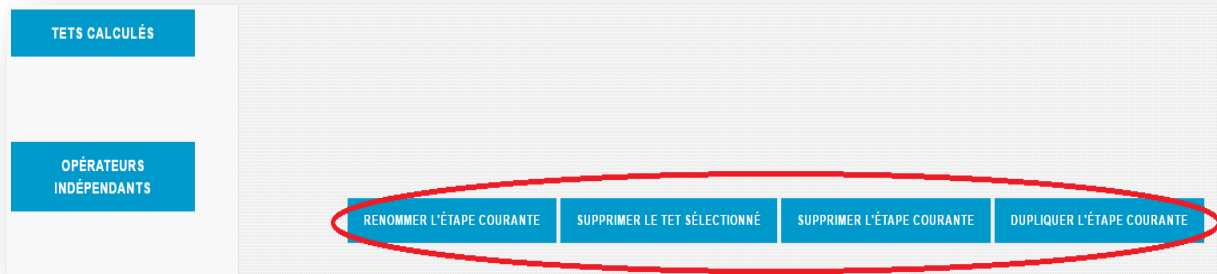 TETS CALCULÉS
OPÉRATEURS
INDÉPENDANTS
RENOMMER L'ÉTAPE COURANTE
SUPPRIMER LE TET SÉLECTIONNÉ
SUPPRIMER L'ÉTAPE COURANTE
DUPLIQUER L'ÉTAPE COURANTE